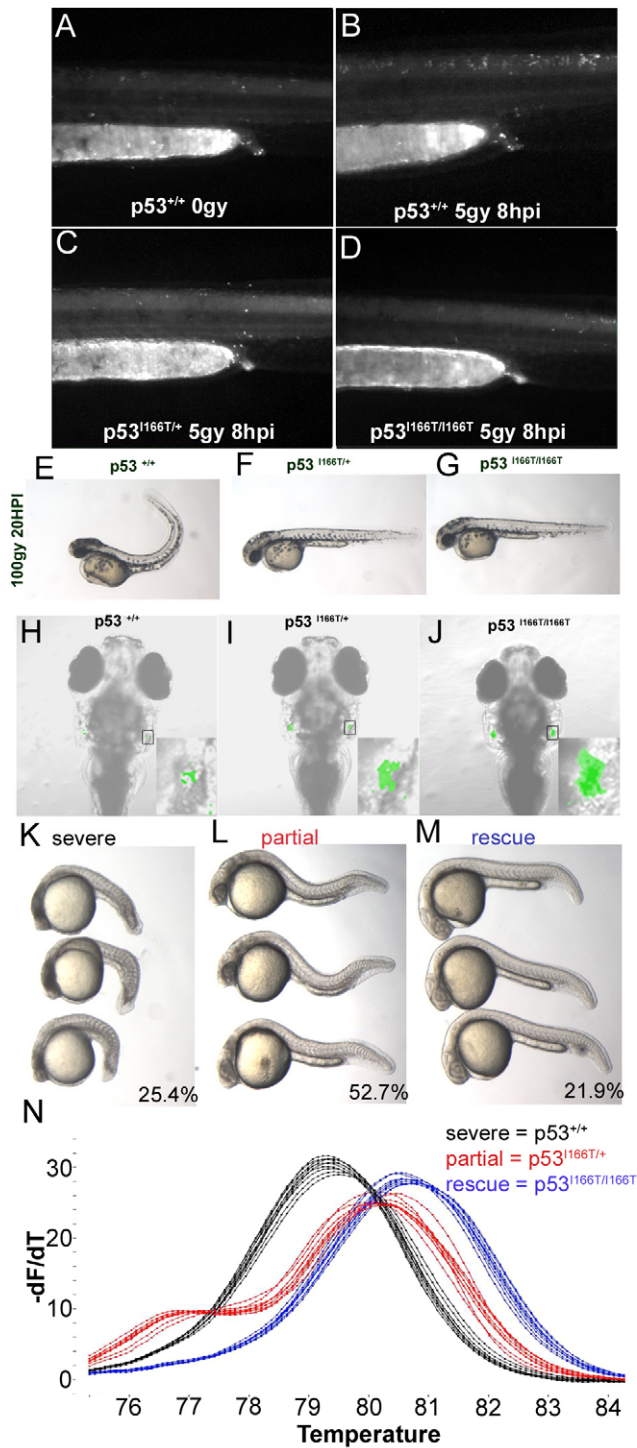 A
B
p53+/+ 0gy
p53+/+ 5gy 8hpi
C
D
p53I166T/+ 5gy 8hpi
p53I166T/I166T 5gy 8hpi
E
p53 +/+
F
p53 I166T/+
G
p53 I166T/I166T
100gy 20HPI
H
p53 +/+
I
p53 I166T/+
J
p53 I166T/I166T
K severe
L partial
M rescue
25.4%
52.7%
21.9%
N
severe = p53+/+
partial = p53I166T/+
rescue = p53I166T/I166T
30
20
10
0
-dF/dT
76 77 78 79 80 81 82 83 84
Temperature